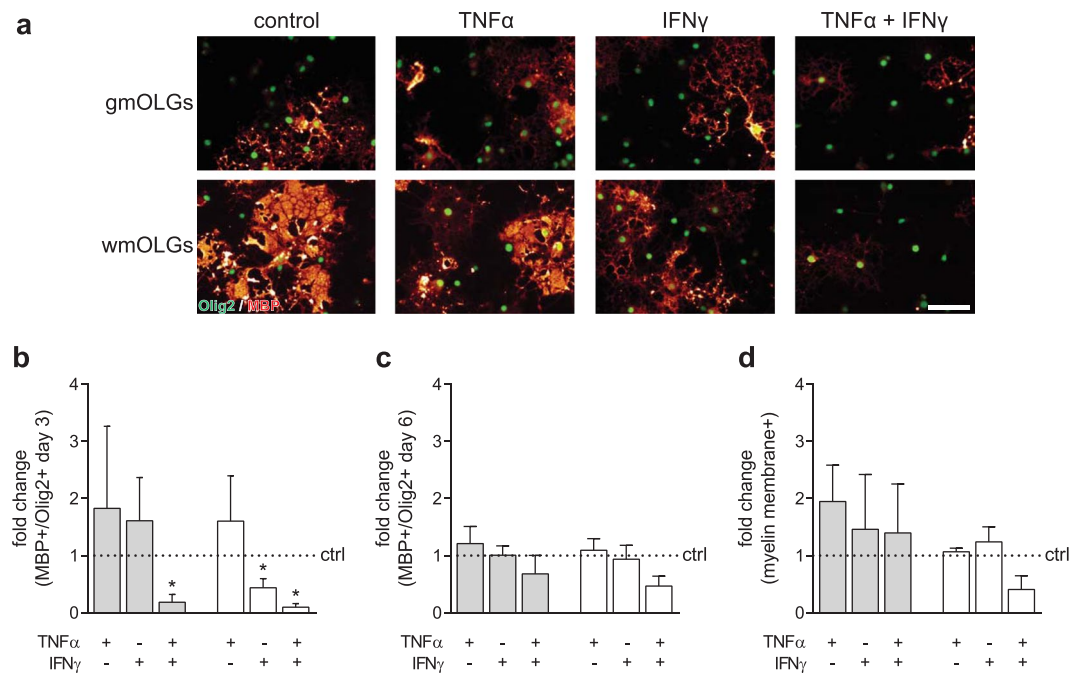 a
control TNFα IFNγ TNFα + IFNγ
gmOLGs
wmOLGs
Olig2 / MBP
b
fold change
(MBP+/Olig2+ day 3)
4
3
2
1
0
ctrl
*
*
*
TNFα + - + + - +
IFNγ - + + - + +
c
fold change
(MBP+/Olig2+ day 6)
4
3
2
1
0
ctrl
TNFα + - + + - +
IFNγ - + + - + +
d
fold change
(myelin membrane+)
4
3
2
1
0
ctrl
TNFα + - + + - +
IFNγ - + + - + +